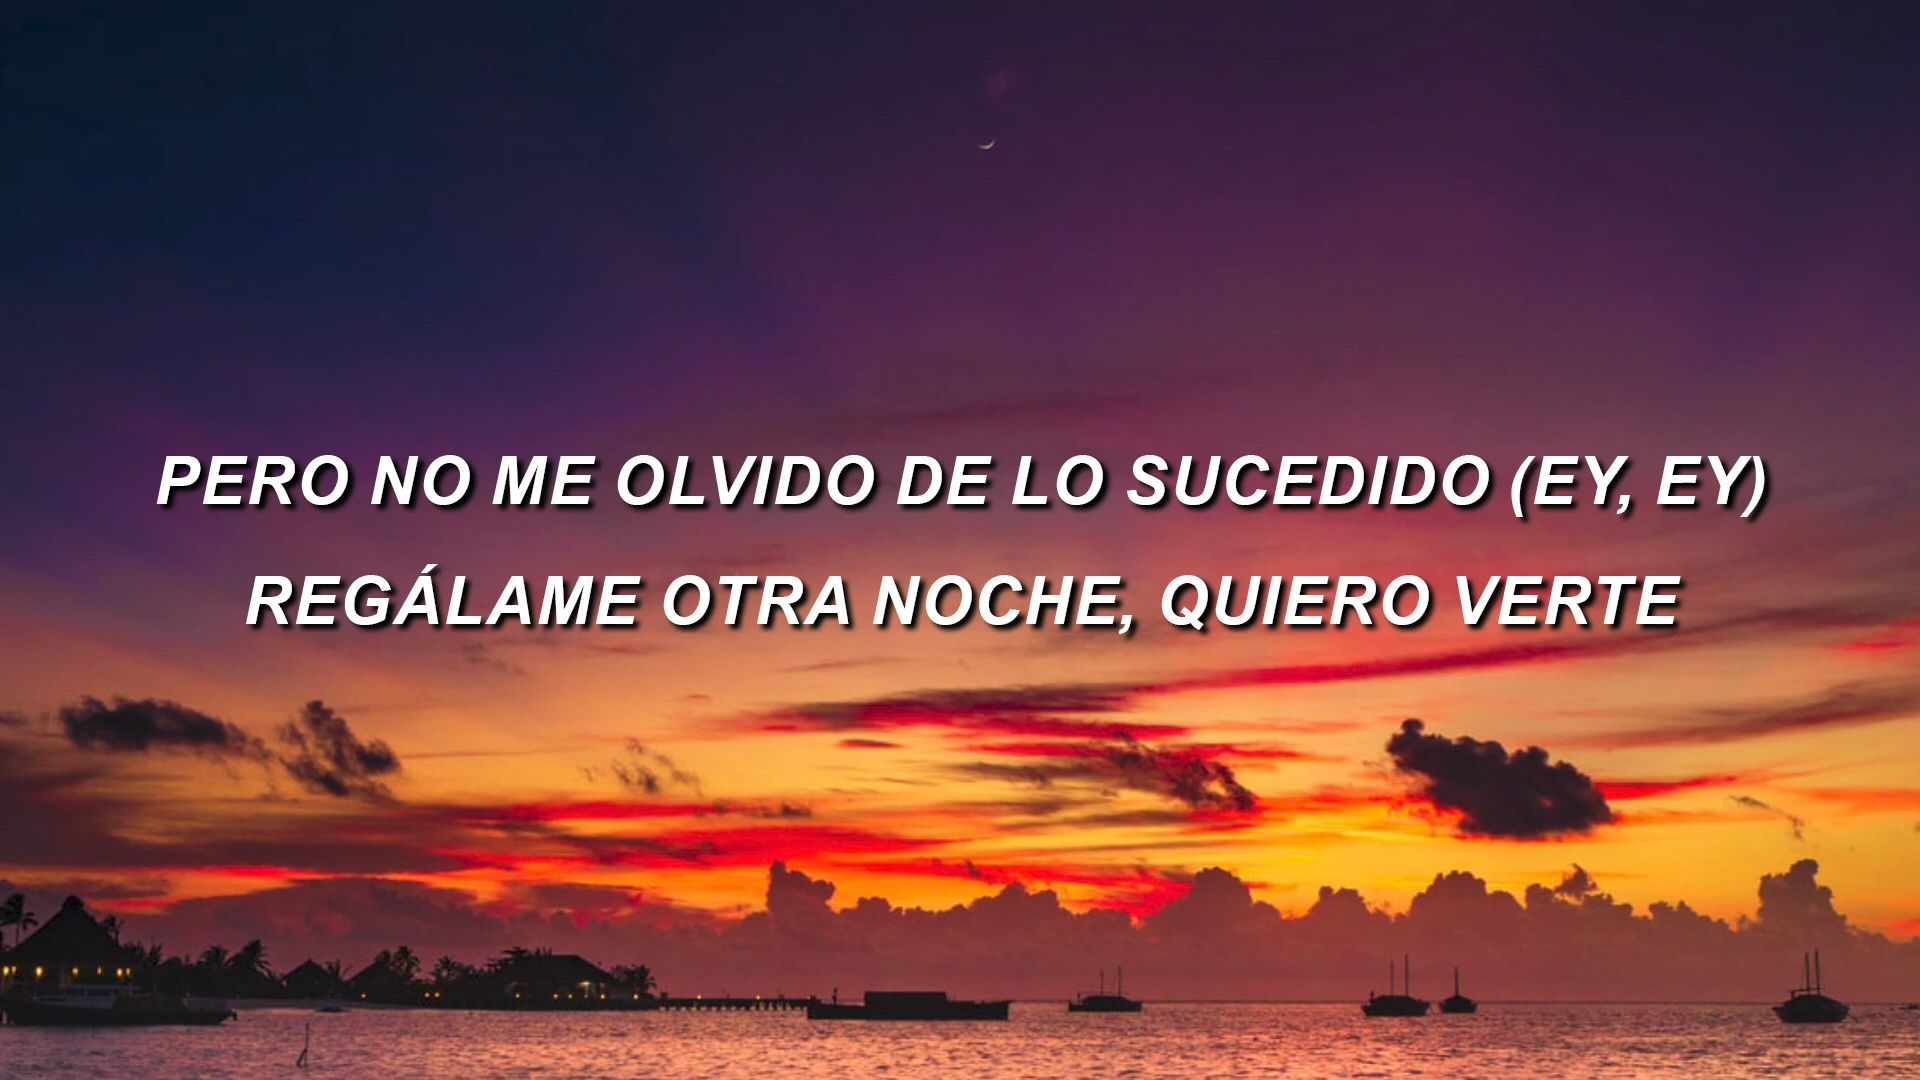 PERO NO ME OLVIDO DE LO SUCEDIDO (EY, EY)
REGÁLAME OTRA NOCHE, QUIERO VERTE